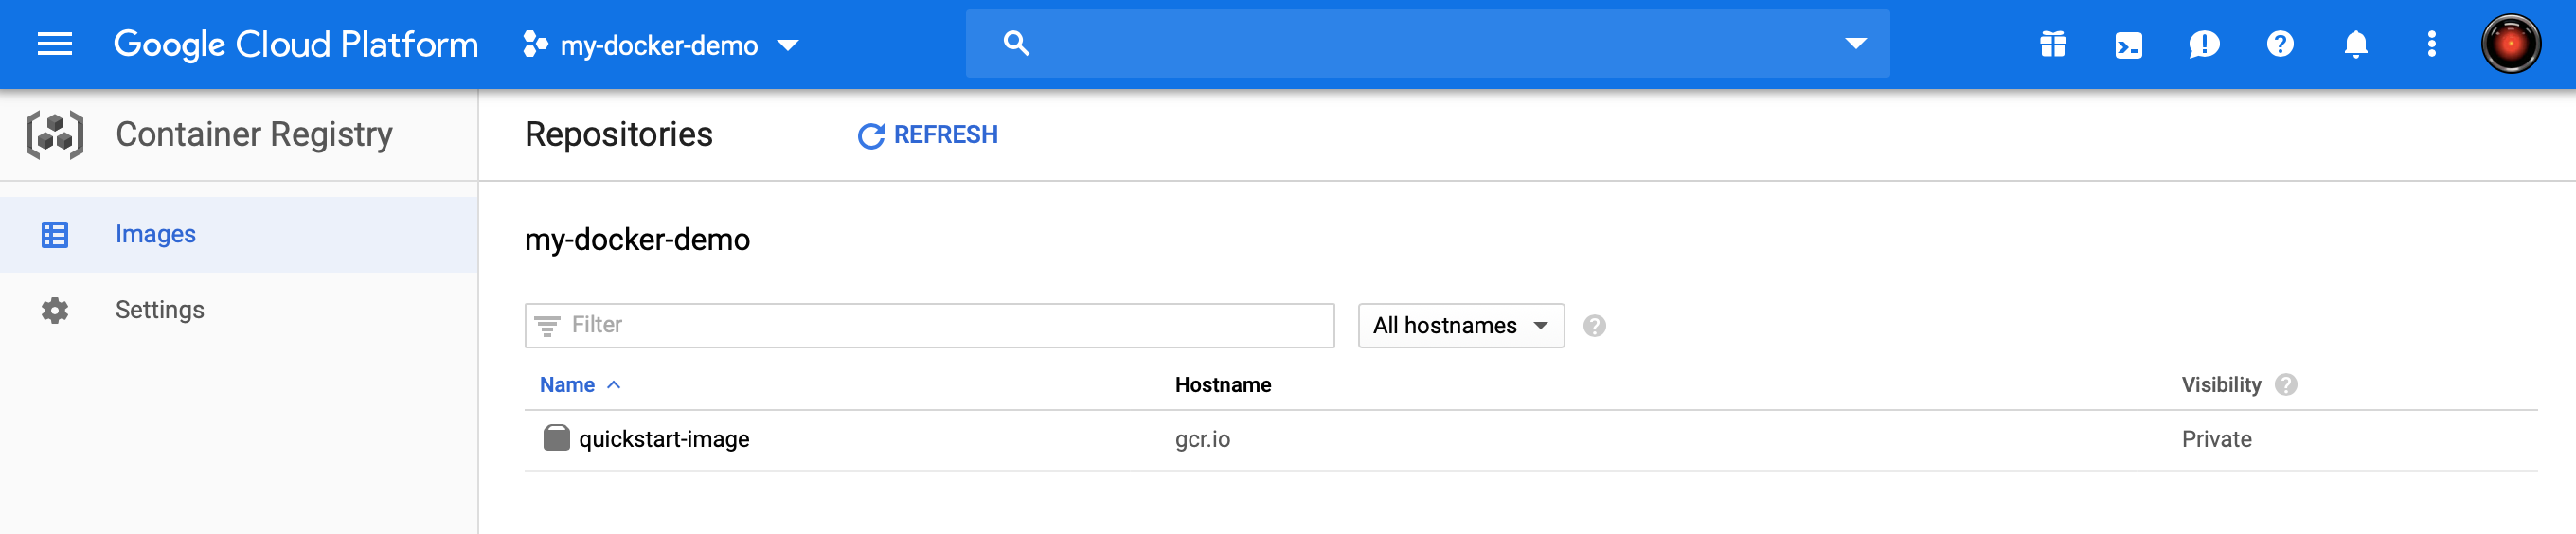 Google Cloud Platform my-docker-demo
Container Registry Repositories REFRESH
Images
Settings
my-docker-demo
Filter All hostnames
Name Hostname Visibility
quickstart-image gcr.io Private